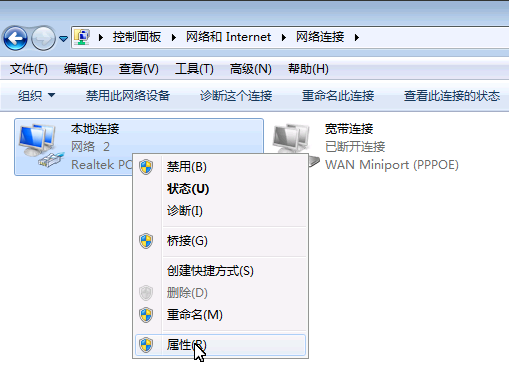 控制面板 网络和 Internet 网络连接
文件(F) 编辑(E) 查看(V) 工具(T) 高级(N) 帮助(H)
组织 禁用此网络设备 诊断这个连接 重命名此连接 查看此连接的状态
本地连接
网络 2
Realtek PC
宽带连接
已断开连接
WAN Miniport (PPPOE)
禁用(B)
状态(U)
诊断(I)
桥接(G)
创建快捷方式(S)
删除(D)
重命名(M)
属性(R)